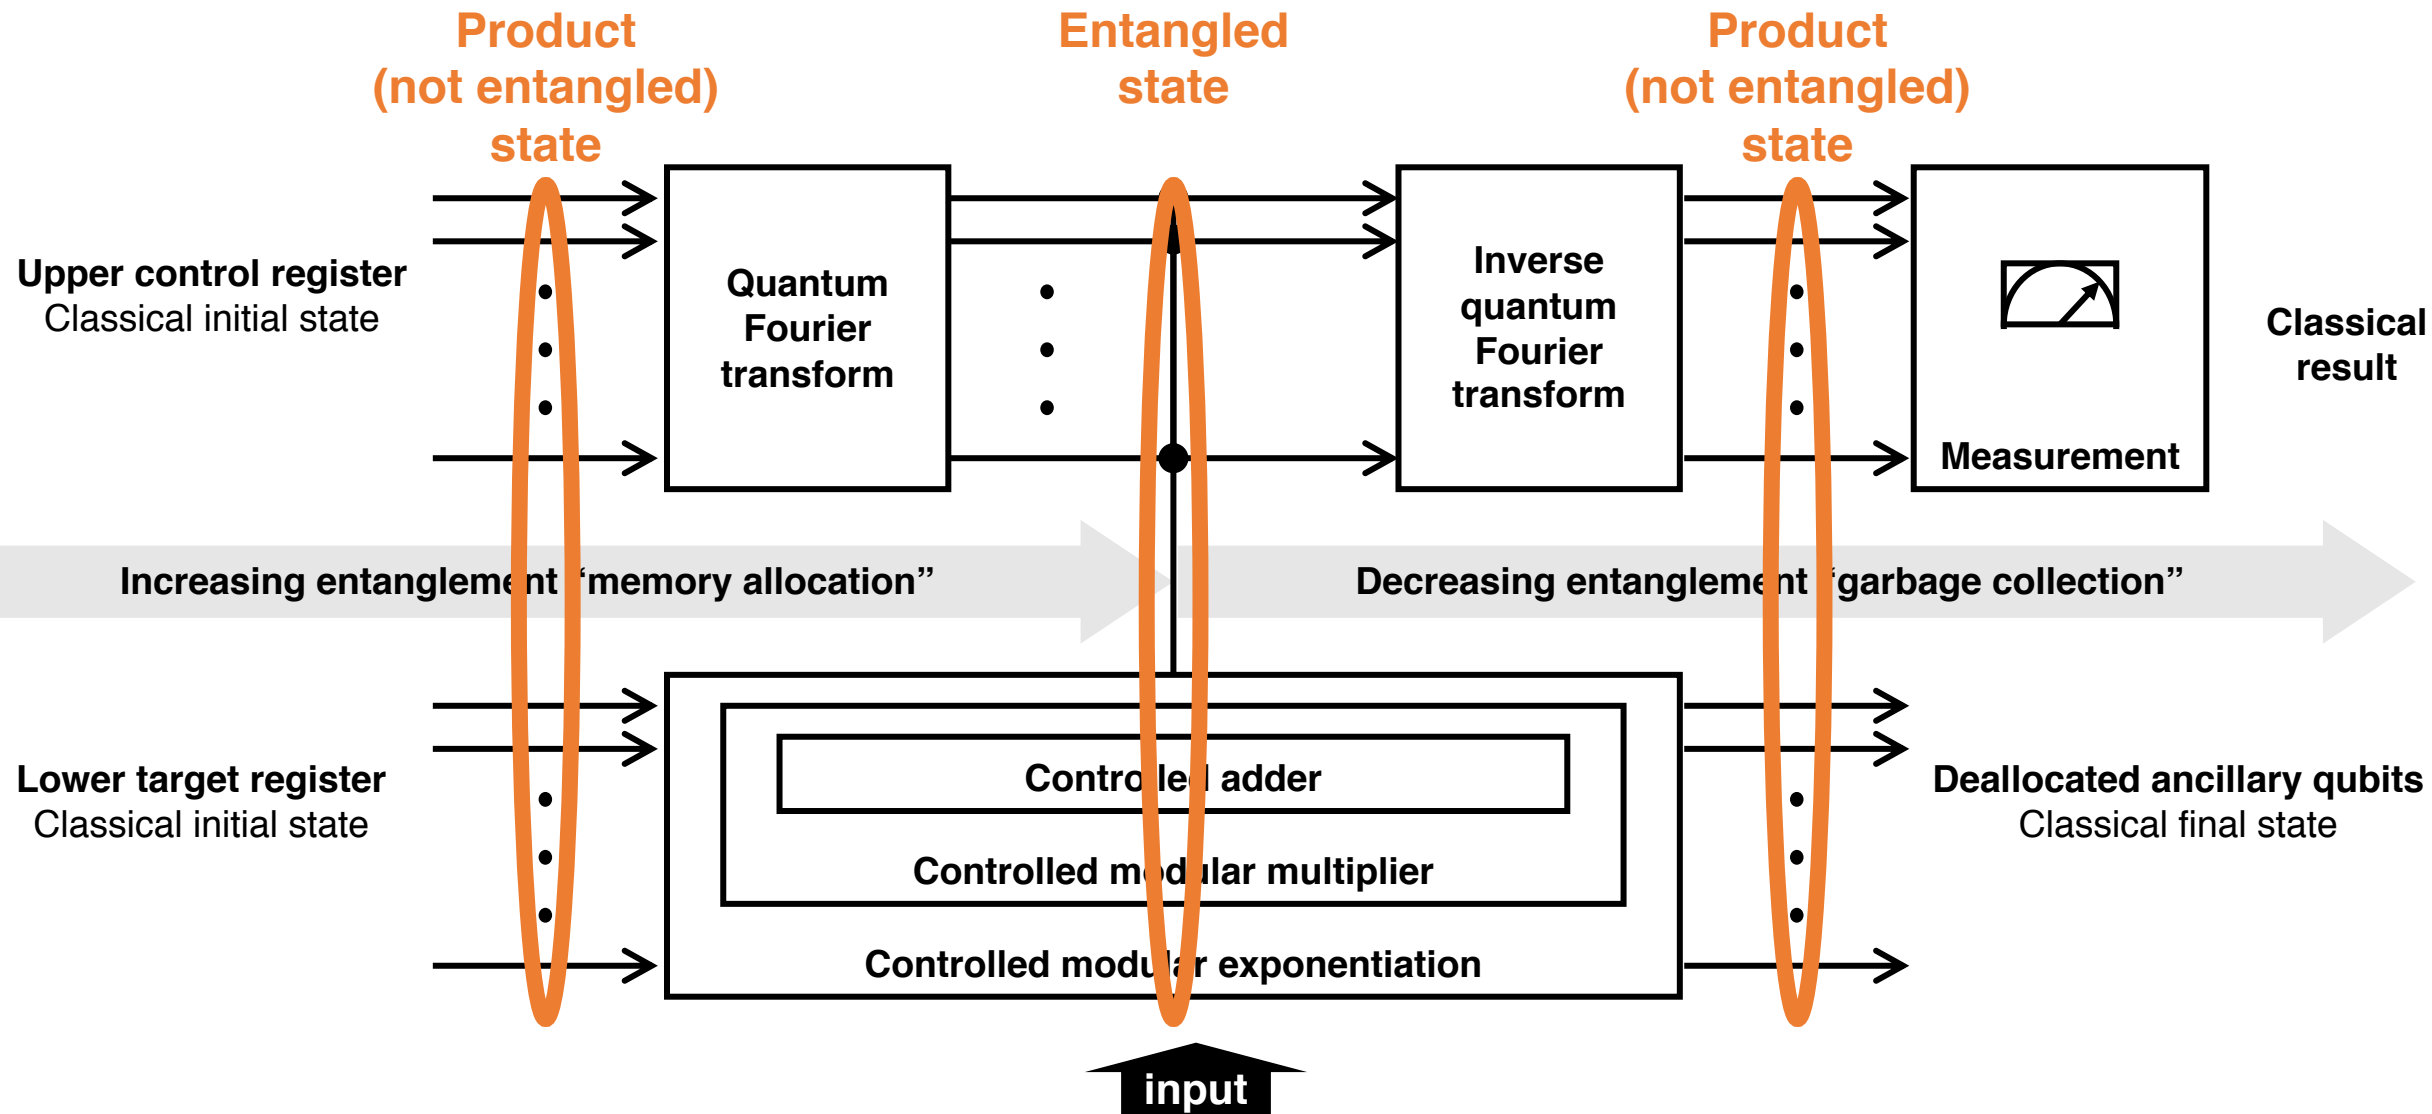 Product
(not entangled)
state
Entangled
state
Product
(not entangled)
state
Upper control register
Classical initial state
Quantum
Fourier
transform
Inverse
quantum
Fourier
transform
Measurement
Classical
result
Increasing entanglement “memory allocation”
Decreasing entanglement “garbage collection”
Lower target register
Classical initial state
Controlled adder
Controlled modular multiplier
Controlled modular exponentiation
Deallocated ancillary qubits
Classical final state
input